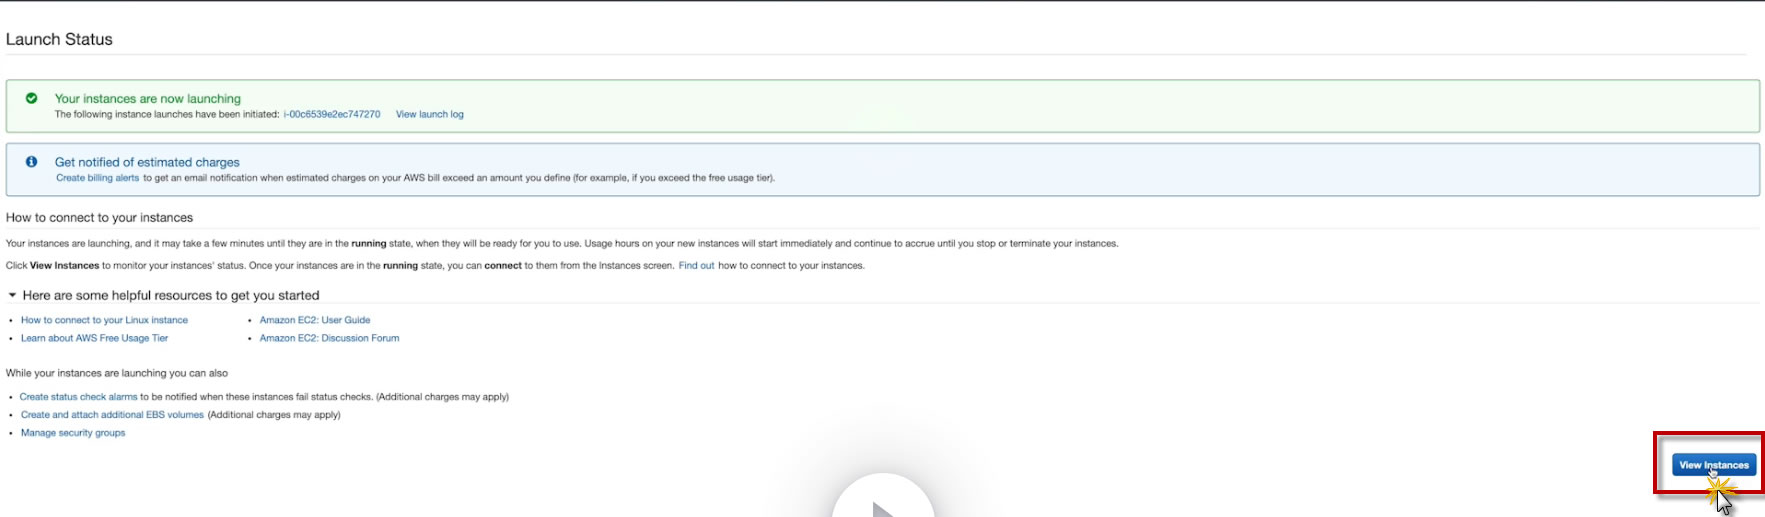 Launch Status
Your instances are now launching
The following instance launches have been initiated: i-00c6539e2ec747270 View launch log
Get notified of estimated charges
Create billing alerts to get an email notification when estimated charges on your AWS bill exceed an amount you define (for example, if you exceed the free usage tier).
How to connect to your instances
Your instances are launching, and it may take a few minutes until they are in the running state, when they will be ready for you to use. Usage hours on your new instances will start immediately and continue to accrue until you stop or terminate your instances.
Click View Instances to monitor your instances' status. Once your instances are in the running state, you can connect to them from the Instances screen. Find out how to connect to your instances.
Here are some helpful resources to get you started
• How to connect to your Linux instance • Amazon EC2: User Guide
• Learn about AWS Free Usage Tier • Amazon EC2: Discussion Forum
While your instances are launching you can also
• Create status check alarms to be notified when these instances fail status checks. (Additional charges may apply)
• Create and attach additional EBS volumes (Additional charges may apply)
• Manage security groups
View Instances